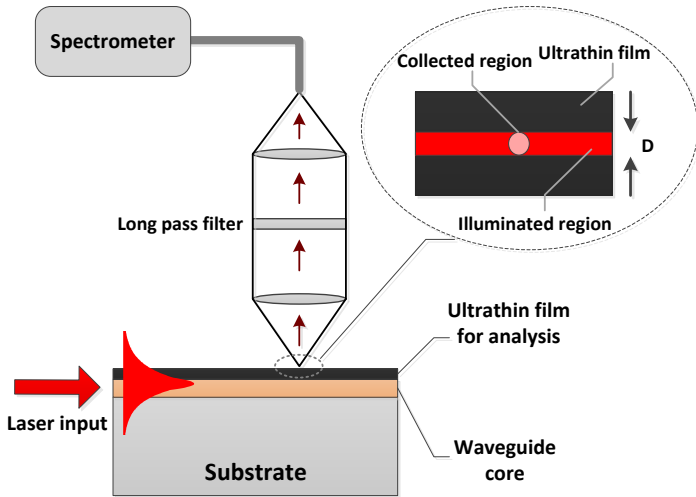 Spectrometer
Collected region
Ultrathin film
D
Illuminated region
Long pass filter
Ultrathin film
for analysis
Laser input
Waveguide
core
Substrate